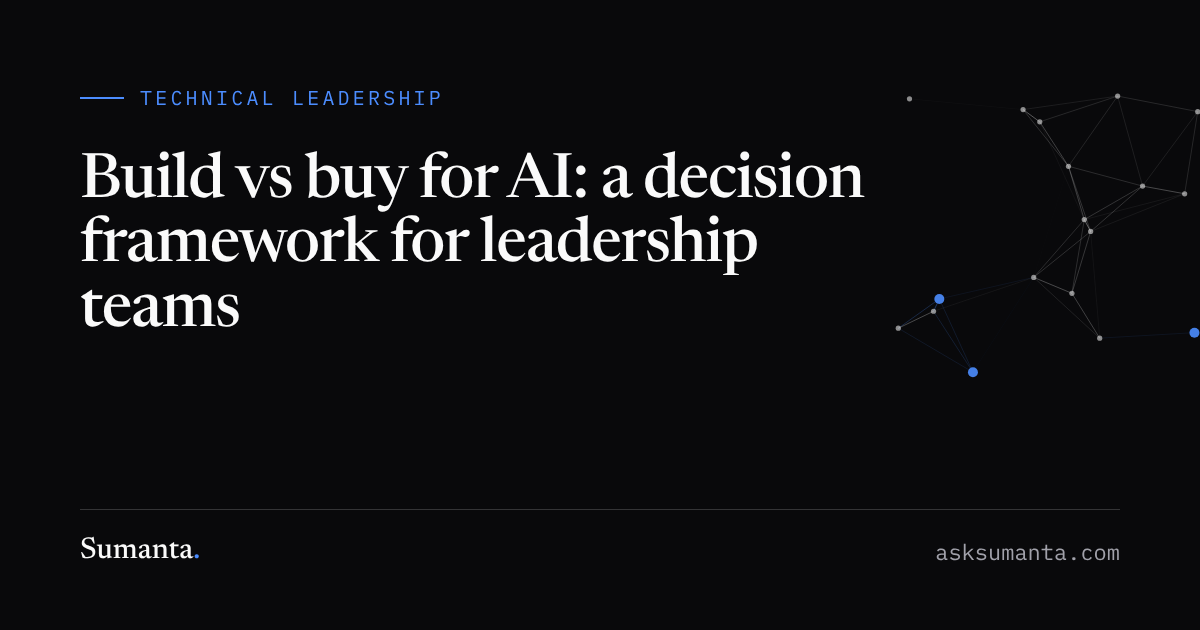 TECHNICAL LEADERSHIP
Build vs buy for AI: a decision
framework for leadership
teams
Sumanta.
asksumanta.com